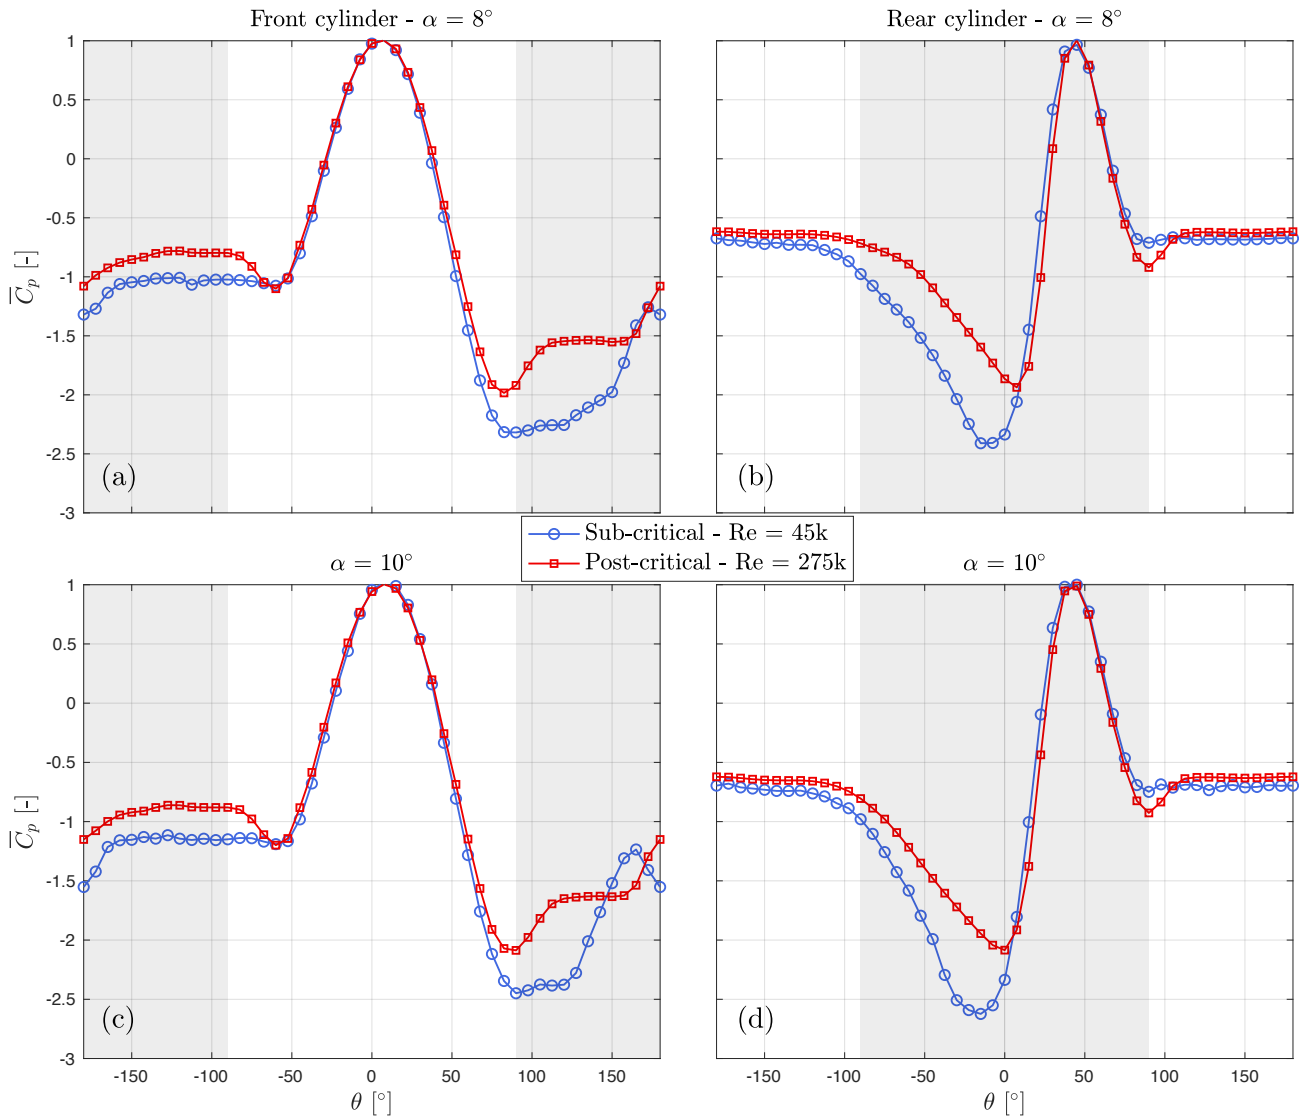 Front cylinder - α = 8°
Rear cylinder - α = 8°
1
0.5
0
-0.5
-1
-1.5
-2
-2.5
-3
C̅p [-]
(a)
(b)
Sub-critical - Re = 45k
Post-critical - Re = 275k
α = 10°
α = 10°
1
0.5
0
-0.5
-1
-1.5
-2
-2.5
-3
C̅p [-]
(c)
(d)
-150 -100 -50 0 50 100 150
-150 -100 -50 0 50 100 150
θ [°]
θ [°]